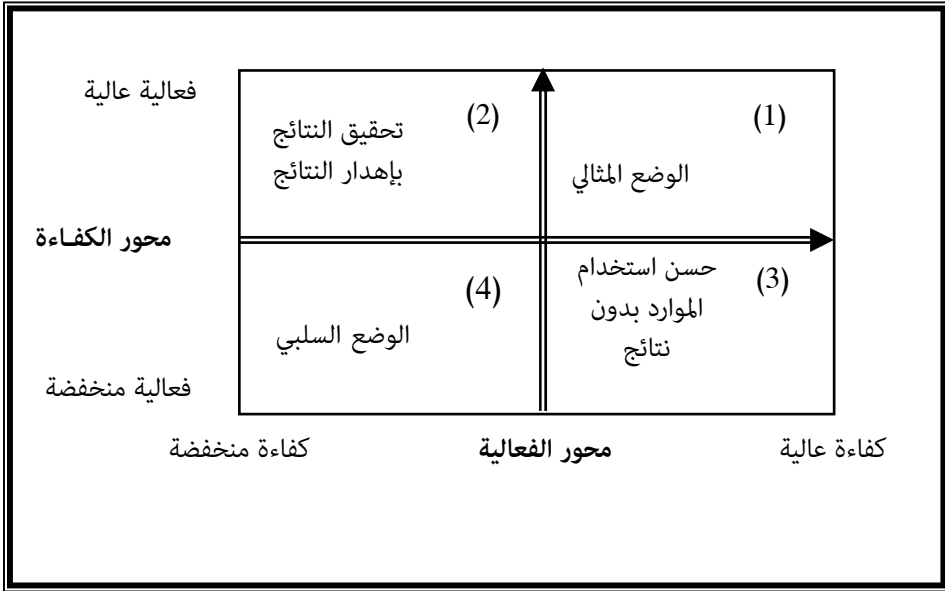 فعالية عالية
(1)
(2)
تحقيق النتائج
بإهدار النتائج
الوضع المثالي
محور الكفـاءة
(3)
حسن استخدام
الموارد بدون
نتائج
(4)
الوضع السلبي
فعالية منخفضة
كفاءة عالية
محور الفعالية
كفاءة منخفضة